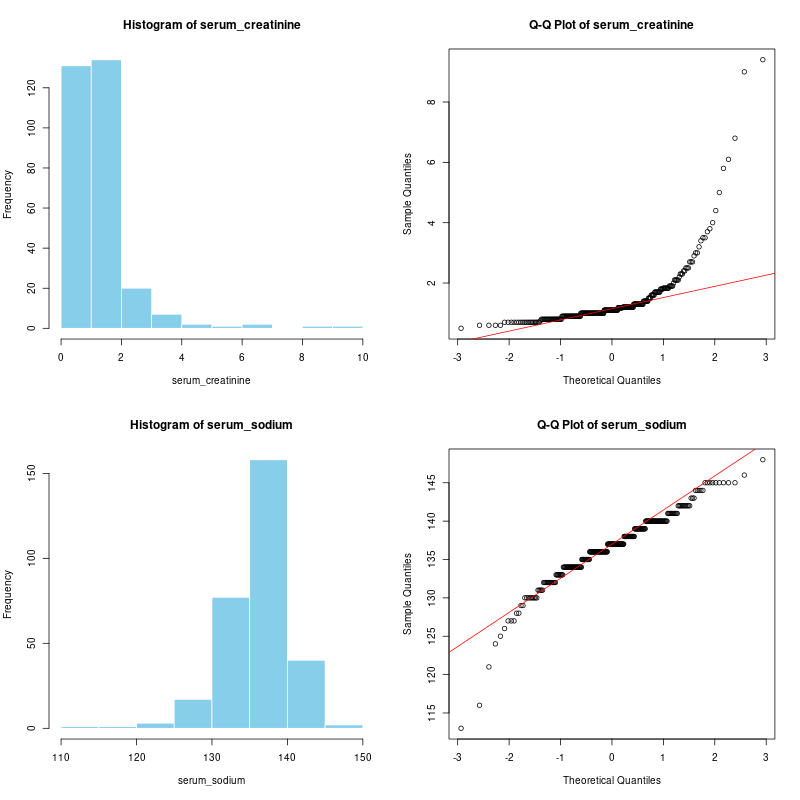 Histogram of serum_creatinine
Frequency
0 20 40 60 80 100 120
0 2 4 6 8 10
serum_creatinine
Q-Q Plot of serum_creatinine
Sample Quantiles
2 4 6 8
-3 -2 -1 0 1 2 3
Theoretical Quantiles
Histogram of serum_sodium
Frequency
0 50 100 150
110 120 130 140 150
serum_sodium
Q-Q Plot of serum_sodium
Sample Quantiles
115 120 125 130 135 140 145
-3 -2 -1 0 1 2 3
Theoretical Quantiles